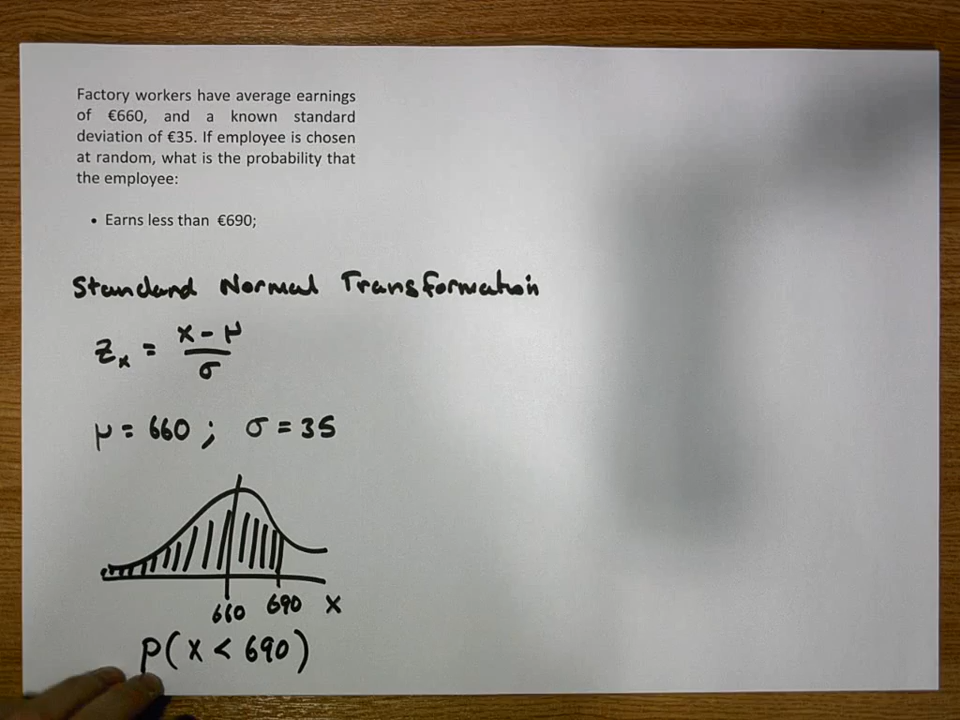 Factory workers have average earnings
of €660, and a known standard
deviation of €35. If employee is chosen
at random, what is the probability that
the employee:
• Earns less than €690;
Standard Normal Transformation
Zx = x - μ / σ
μ = 660 ; σ = 35
660 690 x
P(x < 690)